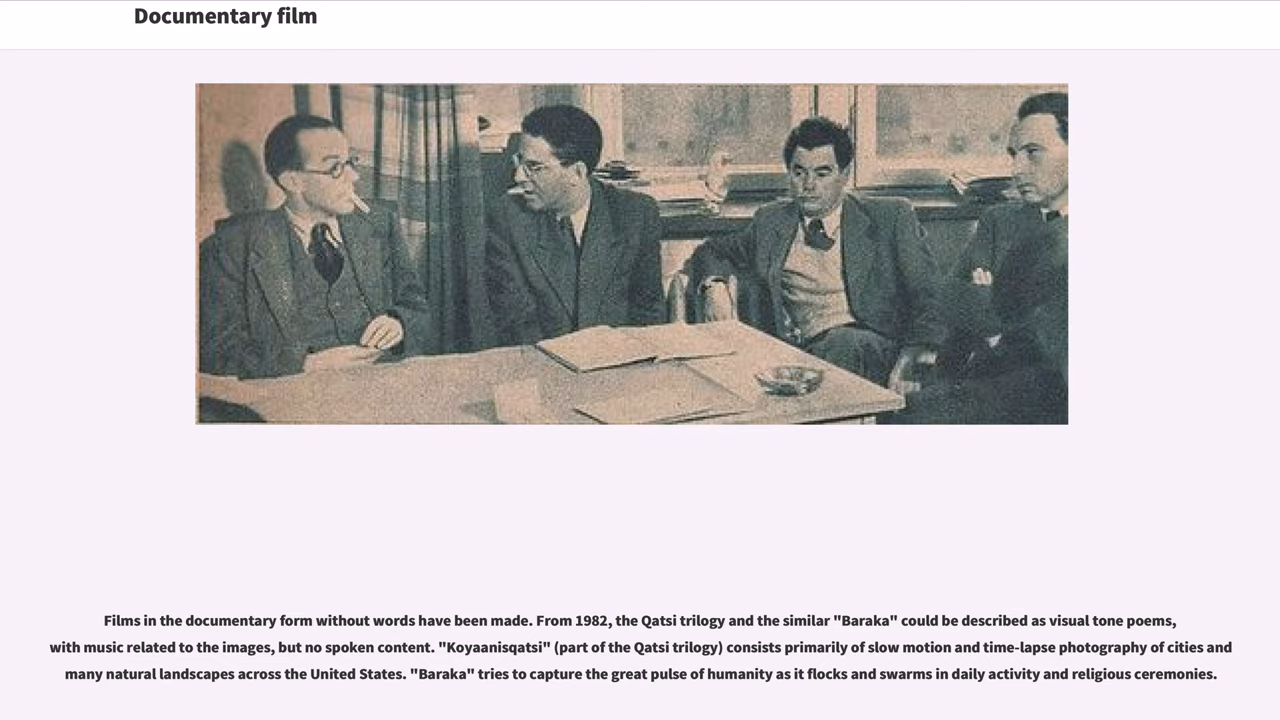 Documentary film
Films in the documentary form without words have been made. From 1982, the Qatsi trilogy and the similar "Baraka" could be described as visual tone poems,
with music related to the images, but no spoken content. "Koyaanisqatsi" (part of the Qatsi trilogy) consists primarily of slow motion and time-lapse photography of cities and
many natural landscapes across the United States. "Baraka" tries to capture the great pulse of humanity as it flocks and swarms in daily activity and religious ceremonies.